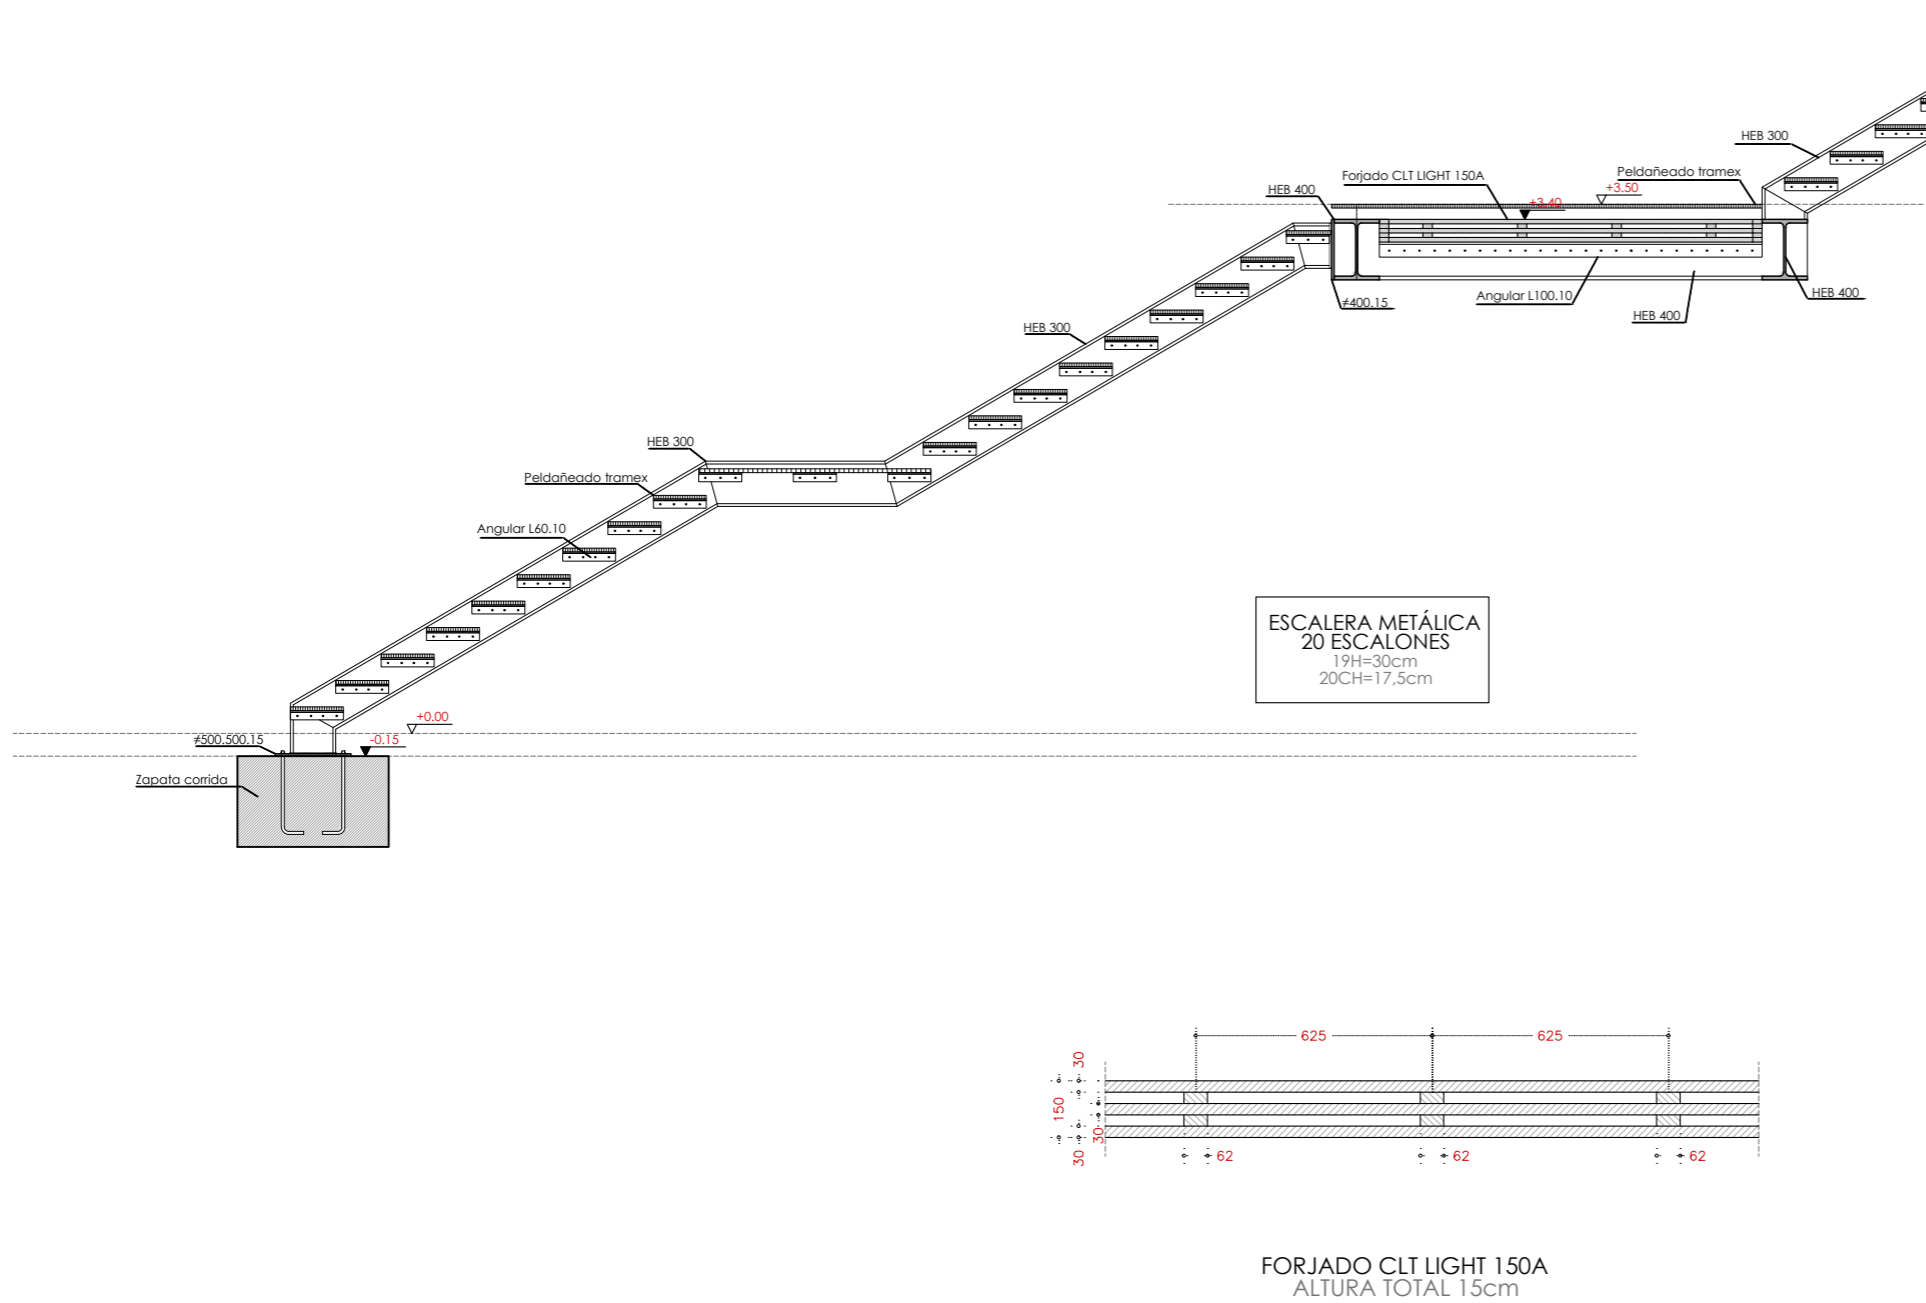 HEB 300
Peldañeado tramex
Forjado CLT LIGHT 150A
HEB 400
+3.50
+3.40
≠400.15
Angular L100.10
HEB 400
HEB 400
HEB 300
HEB 300
Peldañeado tramex
Angular L60.10
ESCALERA METÁLICA
20 ESCALONES
19H=30cm
20CH=17,5cm
+0.00
≠500.500.15
-0.15
Zapata corrida
625
625
30
150
30
30
62
62
62
FORJADO CLT LIGHT 150A
ALTURA TOTAL 15cm